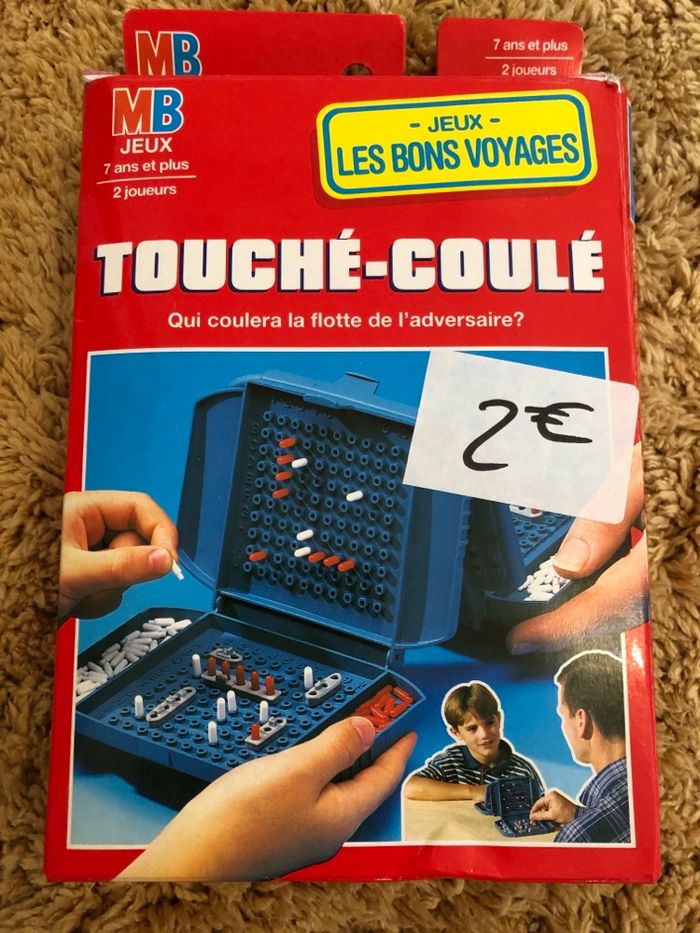 MB
7 ans et plus
2 joueurs
MB
JEUX
7 ans et plus
2 joueurs
- JEUX -
LES BONS VOYAGES
TOUCHÉ-COULÉ
Qui coulera la flotte de l'adversaire?
2€